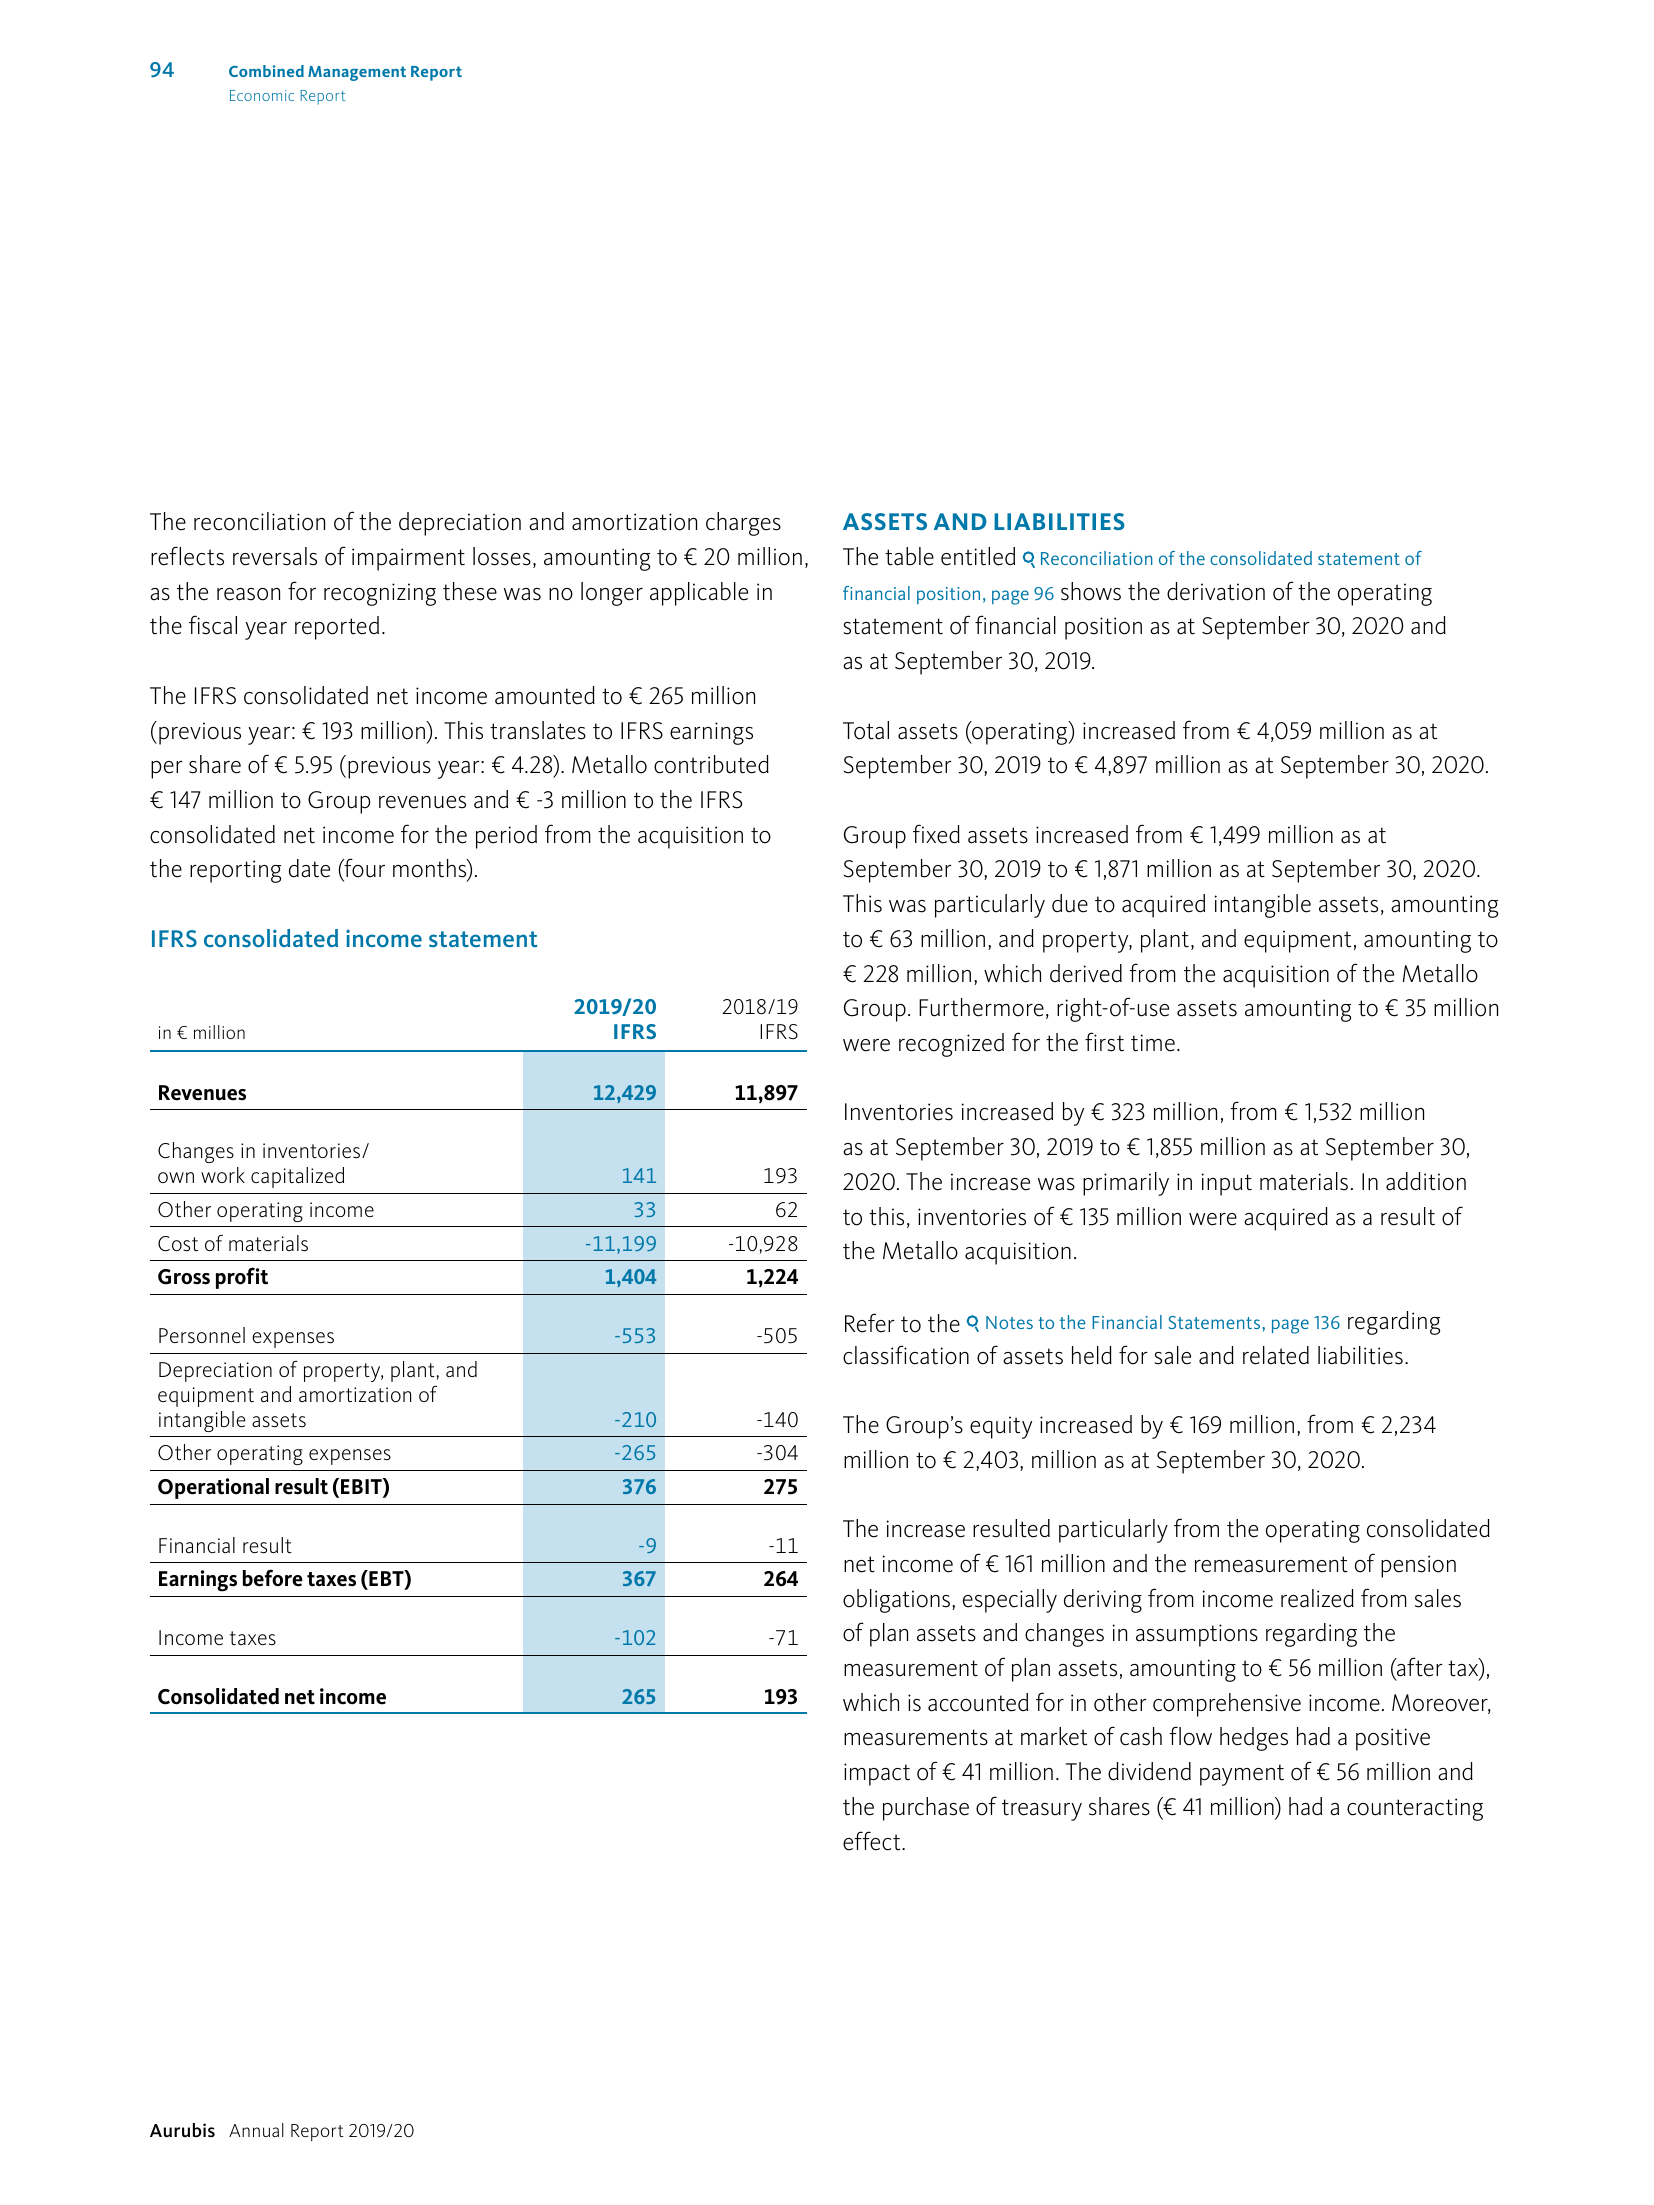 94
Combined Management Report
Economic Report
The reconciliation of the depreciation and amortization charges
reflects reversals of impairment losses, amounting to € 20 million,
as the reason for recognizing these was no longer applicable in
the fiscal year reported.
The IFRS consolidated net income amounted to € 265 million
(previous year: € 193 million). This translates to IFRS earnings
per share of € 5.95 (previous year: € 4.28). Metallo contributed
€ 147 million to Group revenues and € -3 million to the IFRS
consolidated net income for the period from the acquisition to
the reporting date (four months).
IFRS consolidated income statement
in € million 2019/20 IFRS 2018/19 IFRS
Revenues 12,429 11,897
Changes in inventories/
own work capitalized 141 193
Other operating income 33 62
Cost of materials -11,199 -10,928
Gross profit 1,404 1,224
Personnel expenses -553 -505
Depreciation of property, plant, and
equipment and amortization of
intangible assets -210 -140
Other operating expenses -265 -304
Operational result (EBIT) 376 275
Financial result -9 -11
Earnings before taxes (EBT) 367 264
Income taxes -102 -71
Consolidated net income 265 193
ASSETS AND LIABILITIES
The table entitled Reconciliation of the consolidated statement of
financial position, page 96 shows the derivation of the operating
statement of financial position as at September 30, 2020 and
as at September 30, 2019.
Total assets (operating) increased from € 4,059 million as at
September 30, 2019 to € 4,897 million as at September 30, 2020.
Group fixed assets increased from € 1,499 million as at
September 30, 2019 to € 1,871 million as at September 30, 2020.
This was particularly due to acquired intangible assets, amounting
to € 63 million, and property, plant, and equipment, amounting to
€ 228 million, which derived from the acquisition of the Metallo
Group. Furthermore, right-of-use assets amounting to € 35 million
were recognized for the first time.
Inventories increased by € 323 million, from € 1,532 million
as at September 30, 2019 to € 1,855 million as at September 30,
2020. The increase was primarily in input materials. In addition
to this, inventories of € 135 million were acquired as a result of
the Metallo acquisition.
Refer to the Notes to the Financial Statements, page 136 regarding
classification of assets held for sale and related liabilities.
The Group's equity increased by € 169 million, from € 2,234
million to € 2,403, million as at September 30, 2020.
The increase resulted particularly from the operating consolidated
net income of € 161 million and the remeasurement of pension
obligations, especially deriving from income realized from sales
of plan assets and changes in assumptions regarding the
measurement of plan assets, amounting to € 56 million (after tax),
which is accounted for in other comprehensive income. Moreover,
measurements at market of cash flow hedges had a positive
impact of € 41 million. The dividend payment of € 56 million and
the purchase of treasury shares (€ 41 million) had a counteracting
effect.
Aurubis Annual Report 2019/20